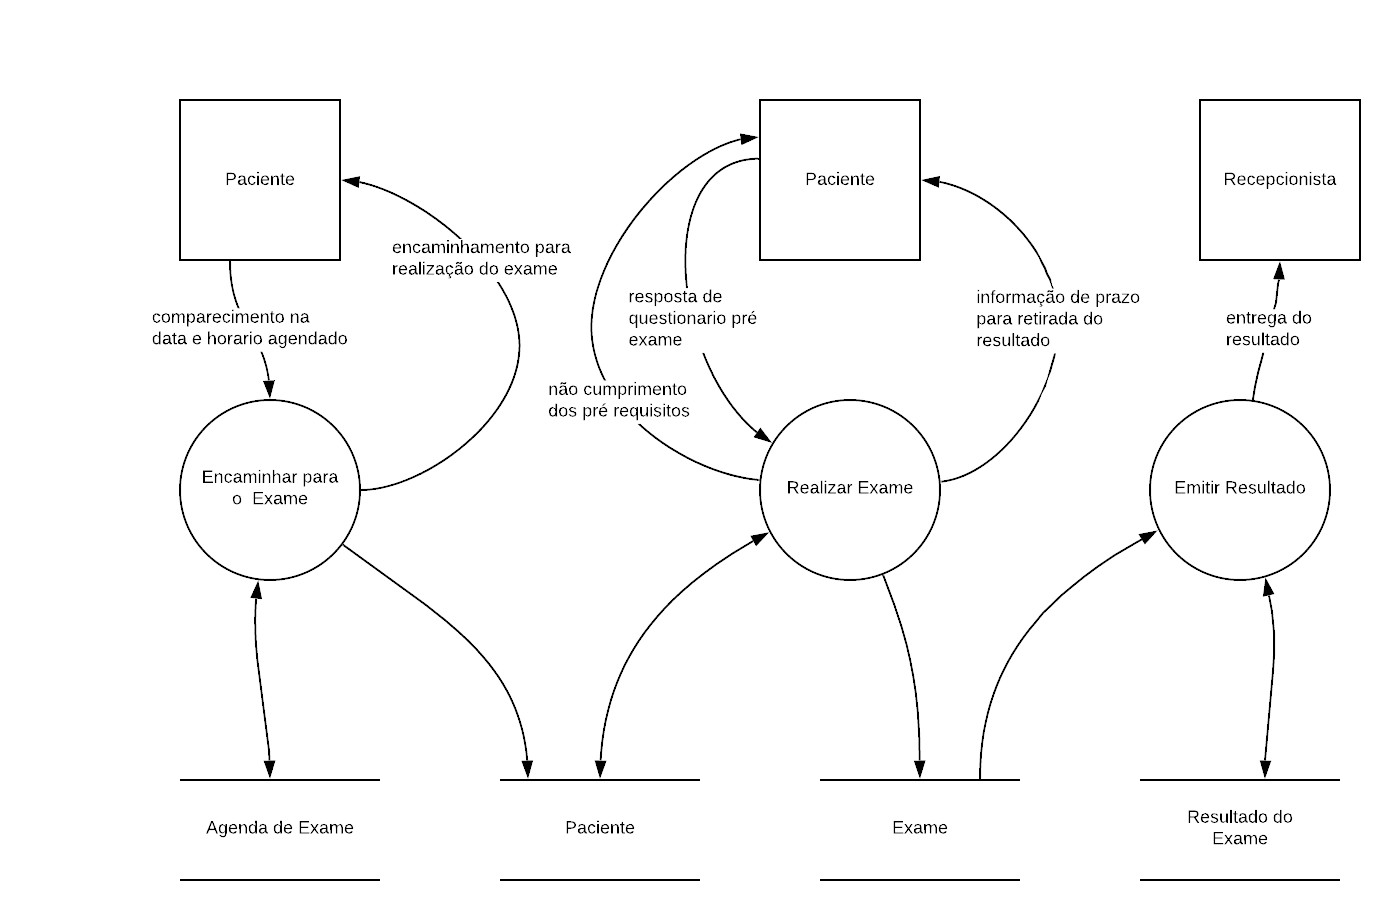 Paciente
Paciente
Recepcionista
encaminhamento para
realização do exame
comparecimento na
data e horario agendado
resposta de
questionario pré
exame
informação de prazo
para retirada do
resultado
entrega do
resultado
não cumprimento
dos pré requisitos
Encaminhar para
o Exame
Realizar Exame
Emitir Resultado
Agenda de Exame
Paciente
Exame
Resultado do
Exame